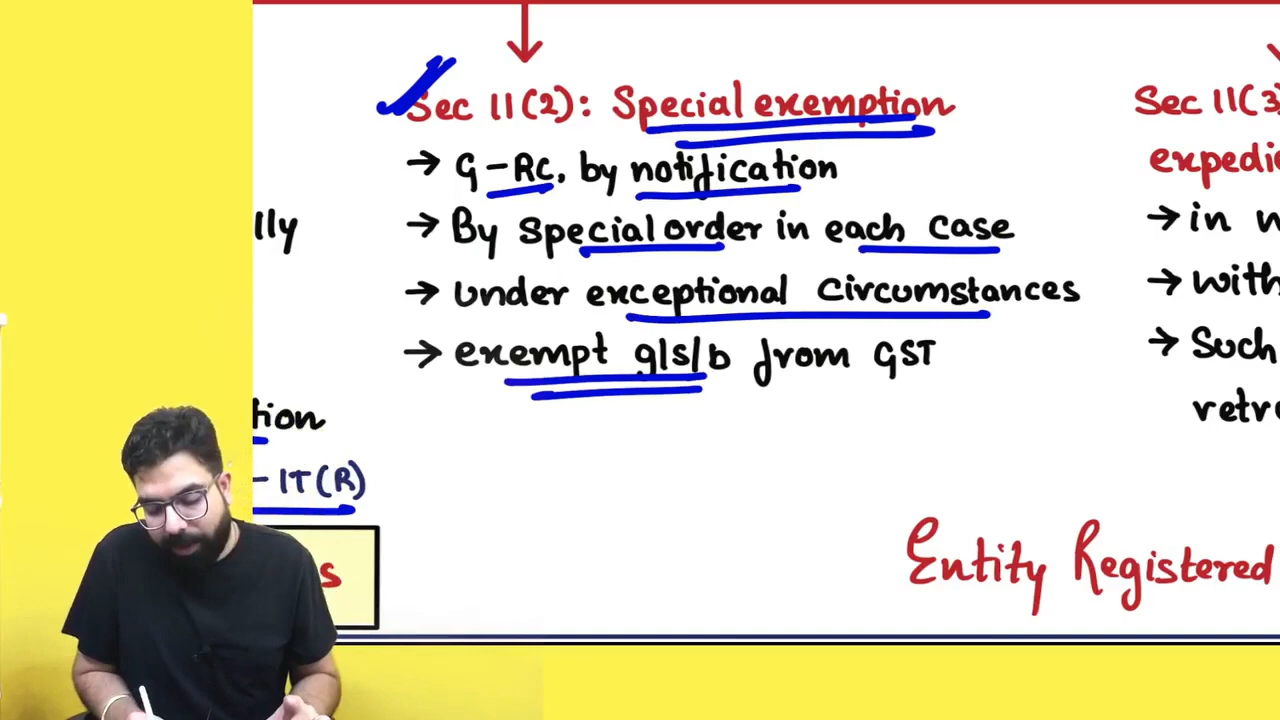 Sec 11(2): Special exemption
→ G-RC, by notification
→ By special order in each case
→ under exceptional circumstances
→ exempt g/s/b from GST
lly
tion
- IT(R)
s
Sec 11(3)
expedi
→ in n
→ with
→ Such
retr
Entity Registered